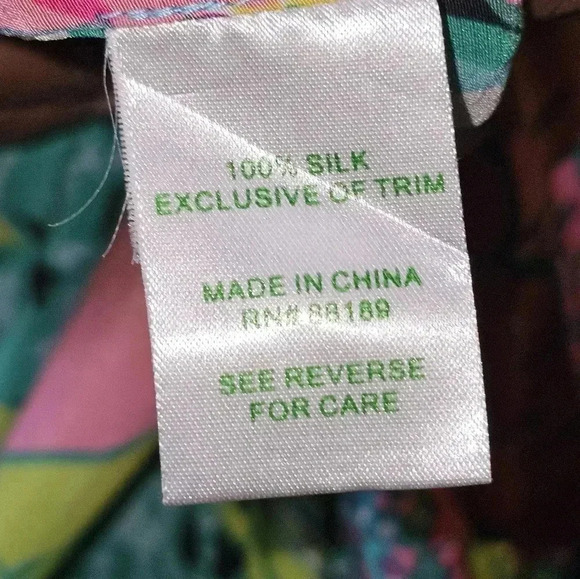 100% SILK
EXCLUSIVE OF TRIM
MADE IN CHINA
RN# 88189
SEE REVERSE
FOR CARE